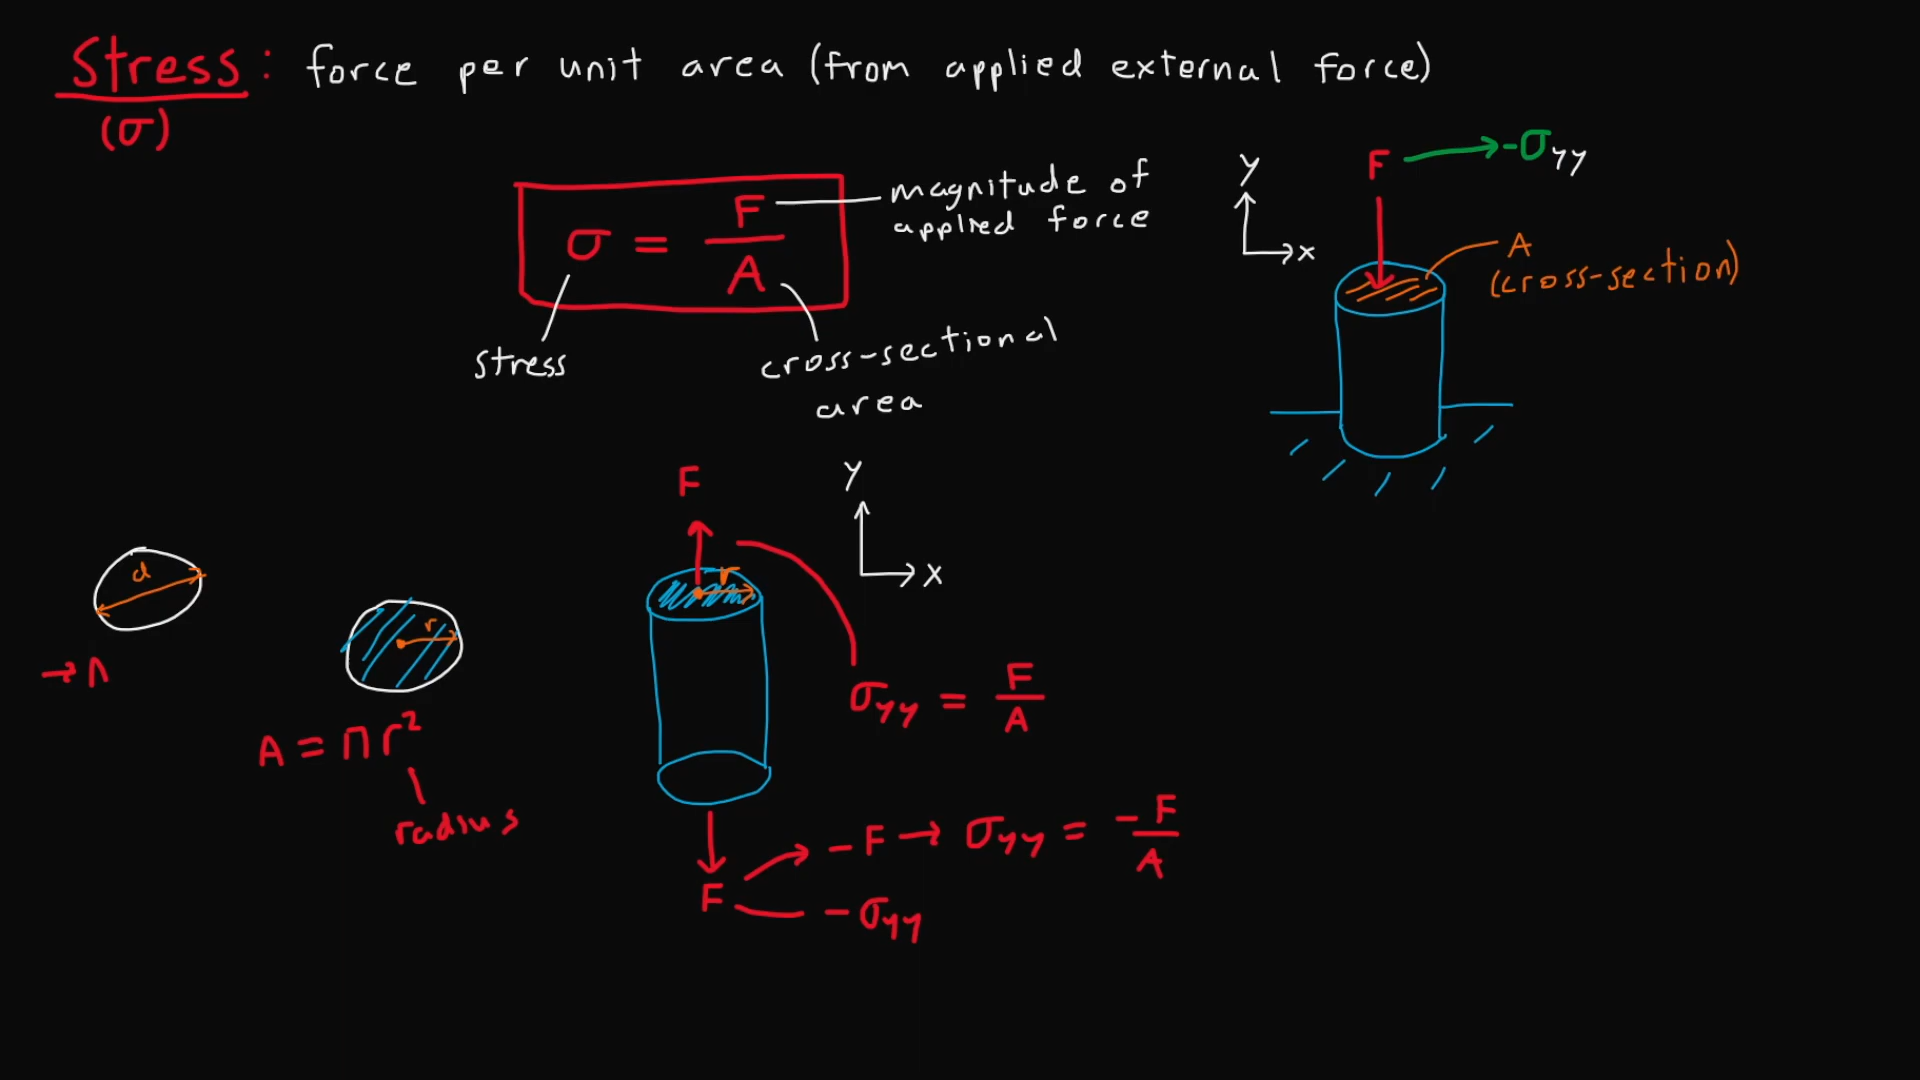 Stress: force per unit area (from applied external force)
(σ)
σ = F/A
magnitude of
applied force
stress
cross-sectional
area
y
x
F → -σyy
A
(cross-section)
F
y
x
r
d
r
→ π
A = πr²
radius
σyy = F/A
F → -F → σyy = -F/A
-σyy